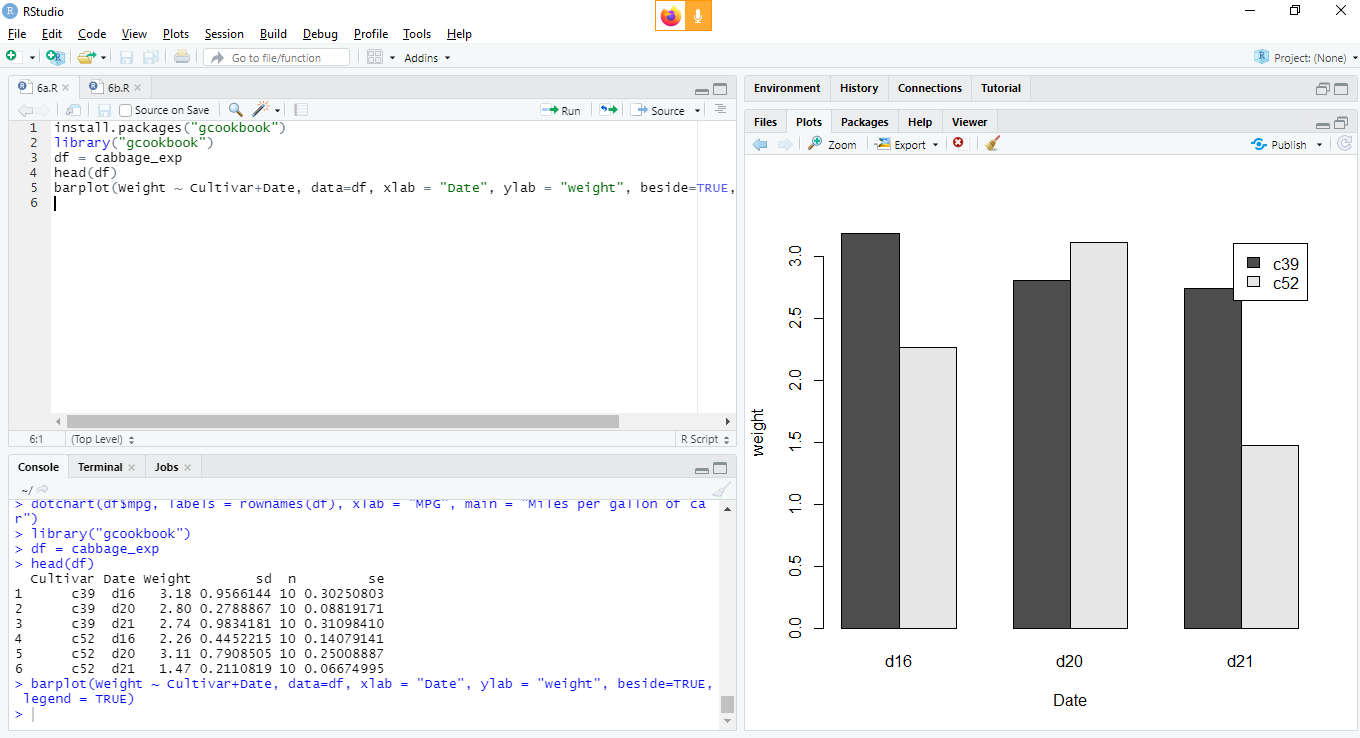 RStudio
File Edit Code View Plots Session Build Debug Profile Tools Help
Go to file/function Addins Project: (None)
6a.R 6b.R
Source on Save Run Source
1 install.packages("gcookbook")
2 library("gcookbook")
3 df = cabbage_exp
4 head(df)
5 barplot(Weight ~ Cultivar+Date, data=df, xlab = "Date", ylab = "weight", beside=TRUE,
6
6:1 (Top Level) R Script
Console Terminal Jobs
~/
> dotchart(df$mpg, labels = rownames(df), xlab = "MPG", main = "Miles per gallon of ca
r")
> library("gcookbook")
> df = cabbage_exp
> head(df)
Cultivar Date Weight sd n se
1 c39 d16 3.18 0.9566144 10 0.30250803
2 c39 d20 2.80 0.2788867 10 0.08819171
3 c39 d21 2.74 0.9834181 10 0.31098410
4 c52 d16 2.26 0.4452215 10 0.14079141
5 c52 d20 3.11 0.7908505 10 0.25008887
6 c52 d21 1.47 0.2110819 10 0.06674995
> barplot(Weight ~ Cultivar+Date, data=df, xlab = "Date", ylab = "weight", beside=TRUE,
legend = TRUE)
>
Environment History Connections Tutorial
Files Plots Packages Help Viewer
Zoom Export Publish
weight
3.0
2.5
2.0
1.5
1.0
0.5
0.0
c39
c52
d16 d20 d21
Date